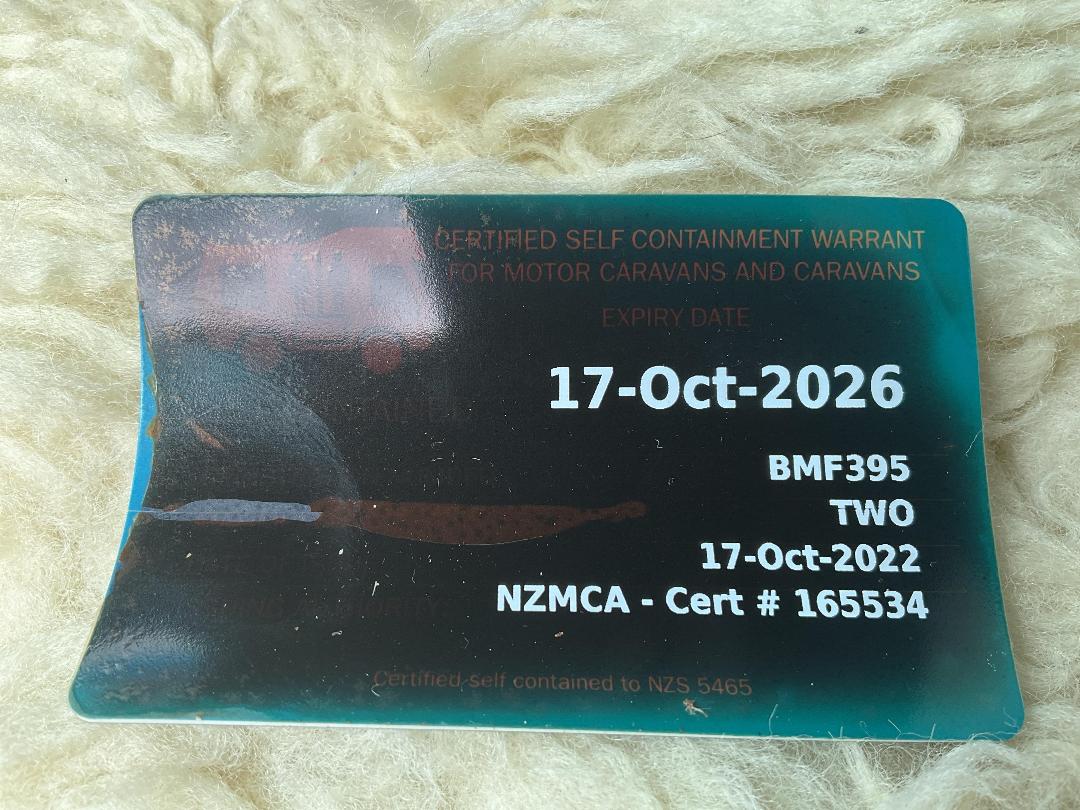 CERTIFIED SELF CONTAINMENT WARRANT
FOR MOTOR CARAVANS AND CARAVANS
EXPIRY DATE
17-Oct-2026
BMF395
TWO
17-Oct-2022
NZMCA - Cert # 165534
Certified self contained to NZS 5465